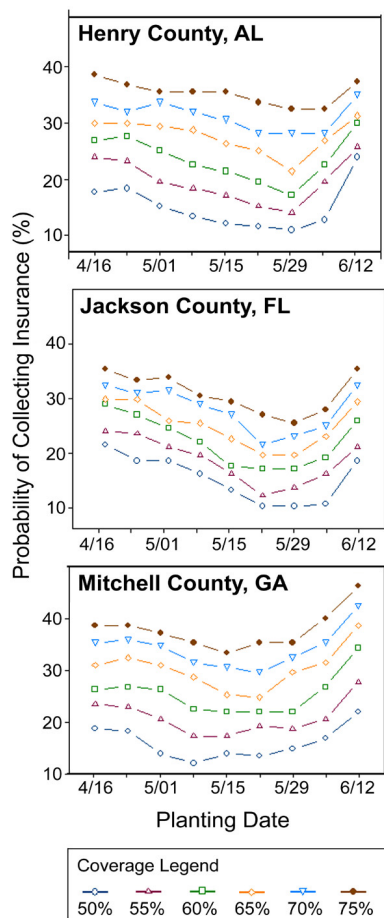 Henry County, AL
40
30
20
10
4/16 5/01 5/15 5/29 6/12
Jackson County, FL
40
30
20
10
4/16 5/01 5/15 5/29 6/12
Mitchell County, GA
40
30
20
10
4/16 5/01 5/15 5/29 6/12
Probability of Collecting Insurance (%)
Planting Date
Coverage Legend
50% 55% 60% 65% 70% 75%